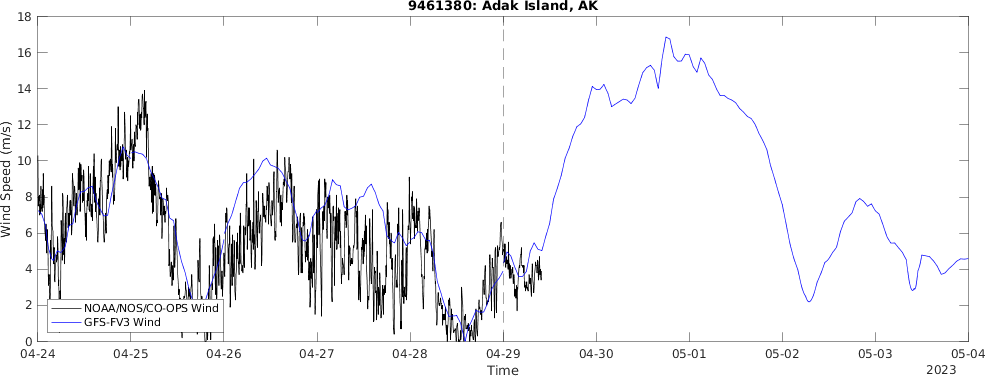 9461380: Adak Island, AK
18
16
14
12
10
8
6
4
2
0
Wind Speed (m/s)
NOAA/NOS/CO-OPS Wind
GFS-FV3 Wind
04-24 04-25 04-26 04-27 04-28 04-29 04-30 05-01 05-02 05-03 05-04
Time
2023